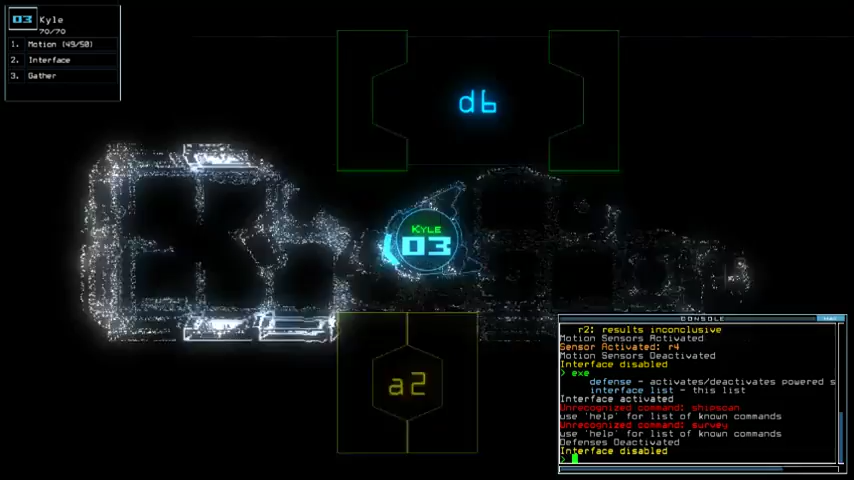 03 Kyle
70/70
1. Motion (49/50)
2. Interface
3. Gather
d6
Kyle
03
a2
CONSOLE
r2: results inconclusive
Motion Sensors Activated
Sensor Activated: r4
Motion Sensors Deactivated
Interface disabled
> exe
defense - activates/deactivates powered s
interface list - this list
Interface activated
Unrecognized command: shipscan
use 'help' for list of known commands
Unrecognized command: survey
use 'help' for list of known commands
Defenses Deactivated
Interface disabled
>